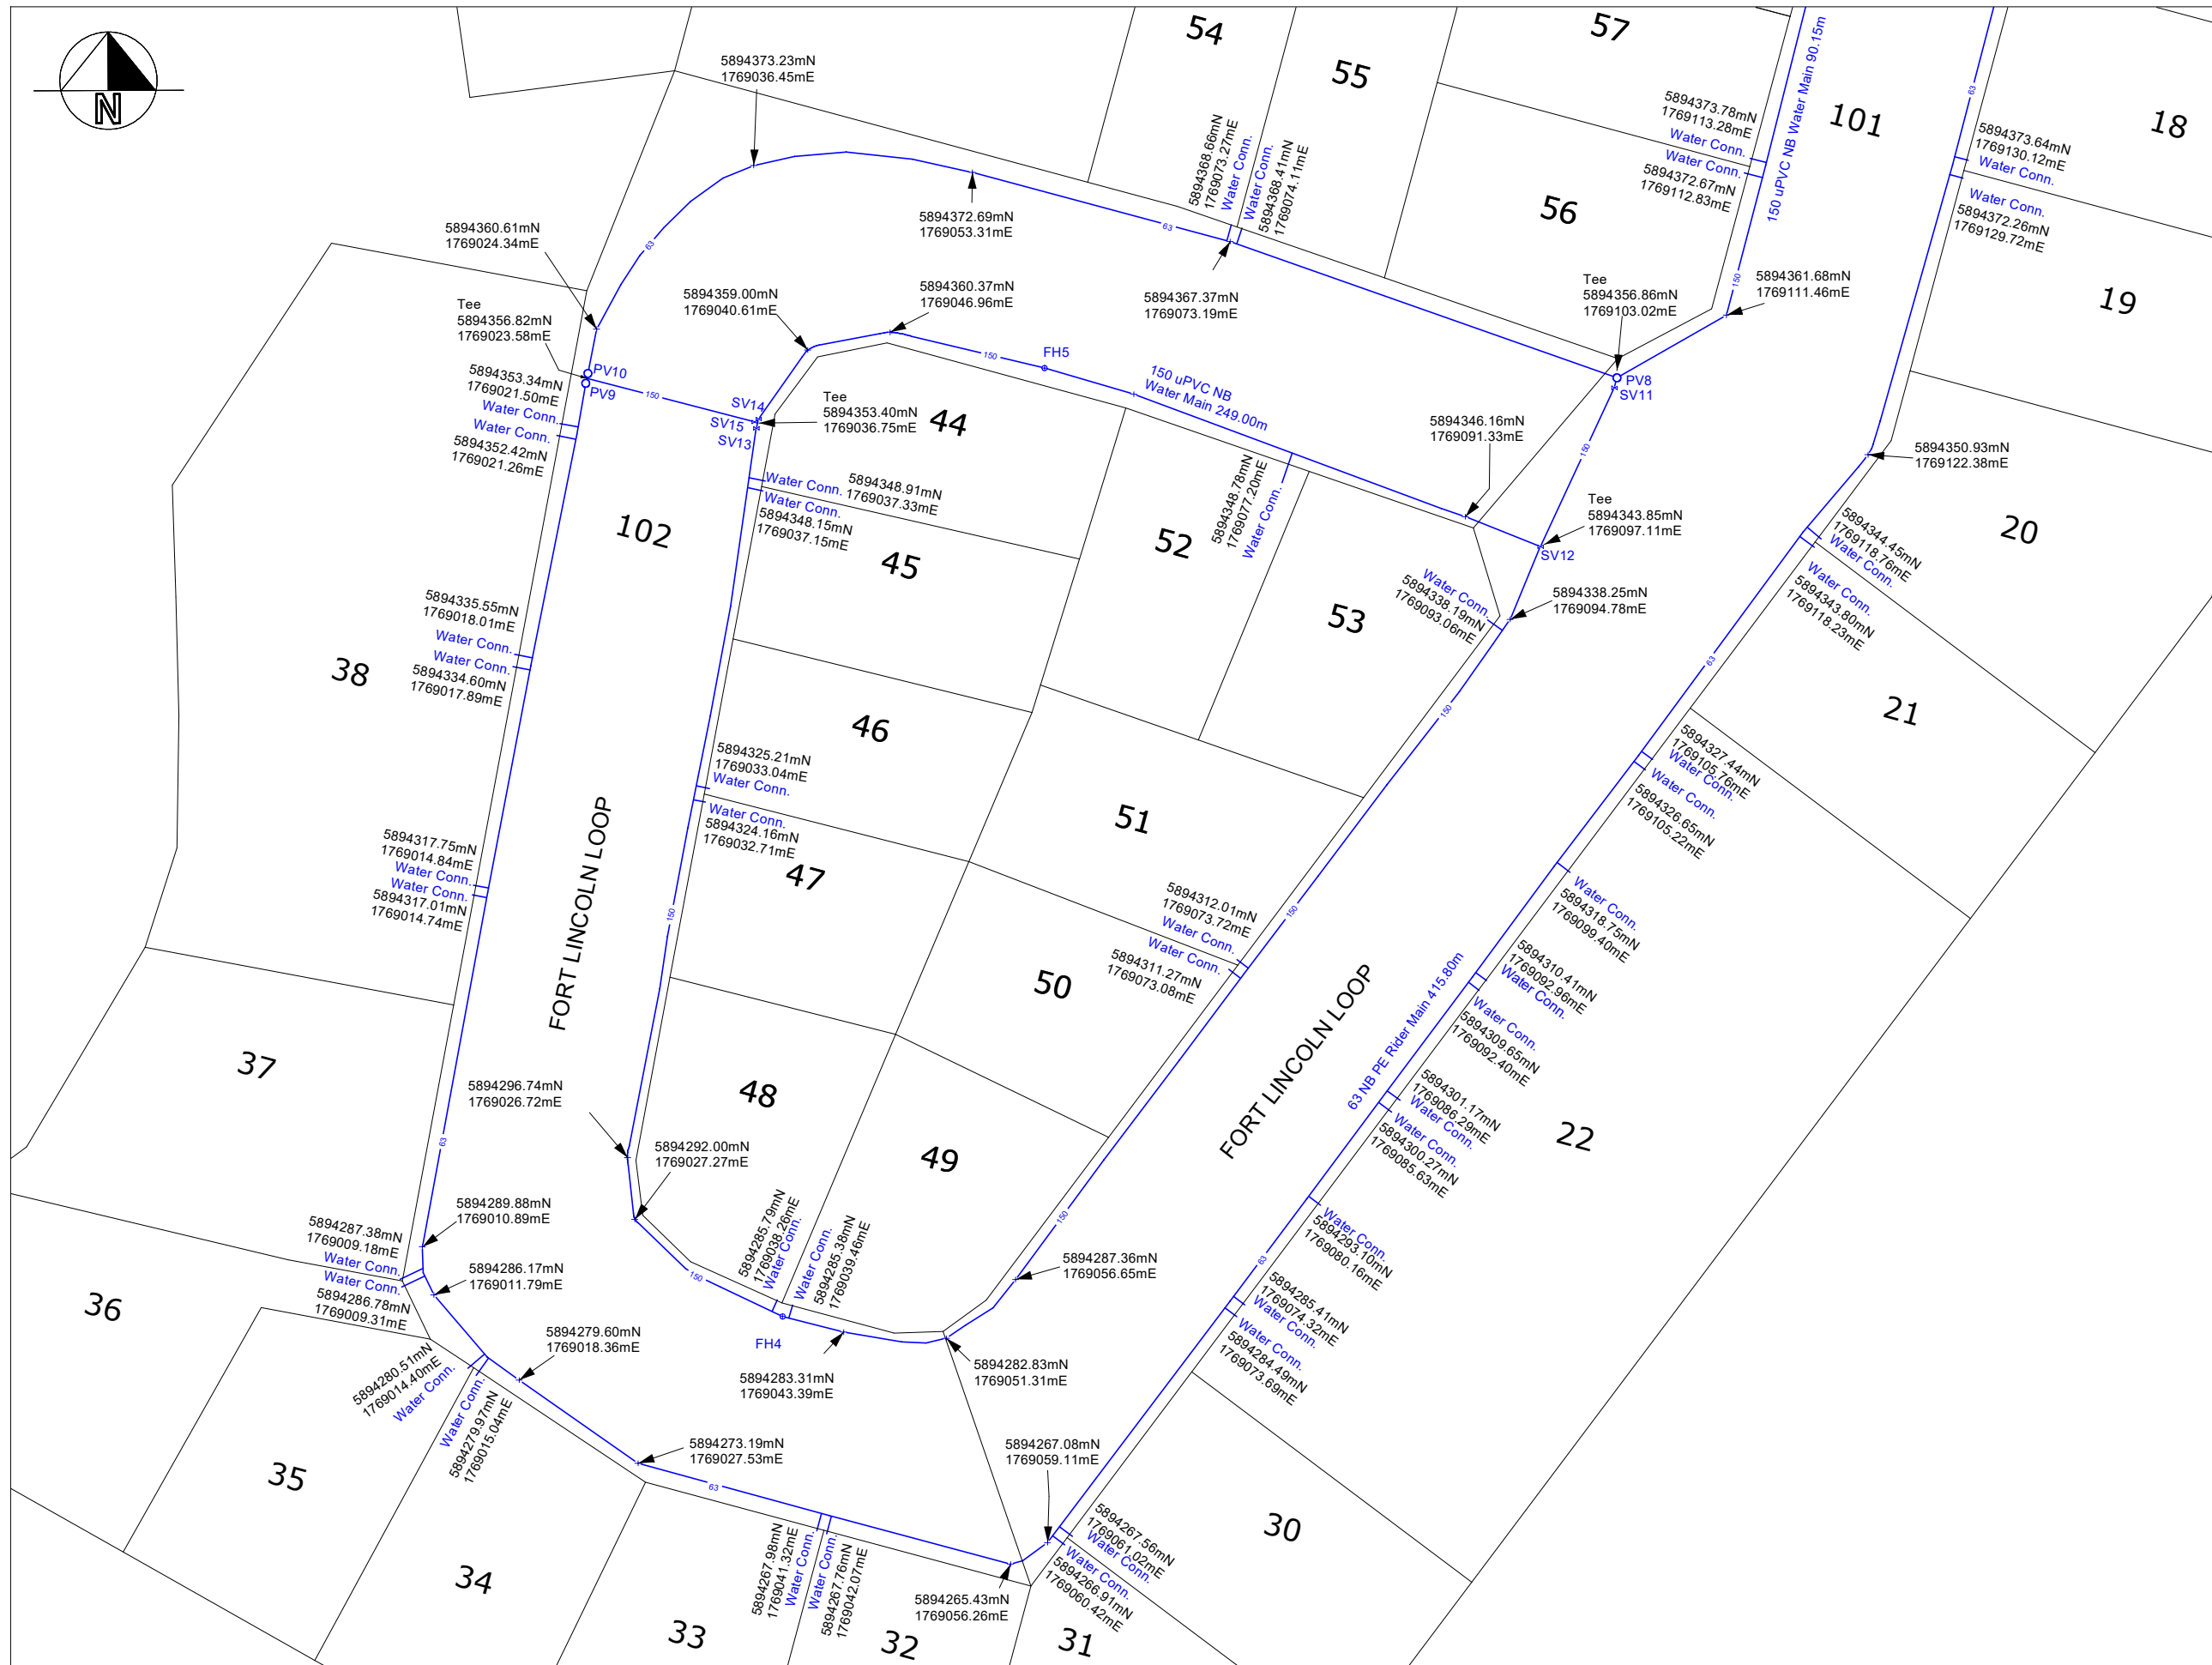 N
54
55
57
101
18
150 uPVC NB Water Main 90.15m
5894373.23mN
1769036.45mE
5894368.66mN
1769073.27mE
Water Conn.
Water Conn.
5894368.41mN
1769074.11mE
5894373.78mN
1769113.28mE
Water Conn.
Water Conn.
5894372.67mN
1769112.83mE
63
5894373.64mN
1769130.12mE
Water Conn.
Water Conn.
5894372.26mN
1769129.72mE
56
19
5894360.61mN
1769024.34mE
63
5894372.69mN
1769053.31mE
63
5894359.00mN
1769040.61mE
5894360.37mN
1769046.96mE
5894367.37mN
1769073.19mE
Tee
5894356.86mN
1769103.02mE
150
5894361.68mN
1769111.46mE
Tee
5894356.82mN
1769023.58mE
PV10
PV9
150
FH5
150
150 uPVC NB
Water Main 249.00m
PV8
SV11
5894353.34mN
1769021.50mE
Water Conn.
Water Conn.
5894352.42mN
1769021.26mE
SV14
SV15
SV13
Tee
5894353.40mN
1769036.75mE
44
5894346.16mN
1769091.33mE
150
5894350.93mN
1769122.38mE
Water Conn.
5894348.91mN
1769037.33mE
Water Conn.
5894348.15mN
1769037.15mE
102
45
52
5894348.78mN
1769077.20mE
Water Conn.
Tee
5894343.85mN
1769097.11mE
SV12
5894344.45mN
1769118.76mE
Water Conn.
Water Conn.
5894343.80mN
1769118.23mE
20
5894335.55mN
1769018.01mE
Water Conn.
Water Conn.
5894334.60mN
1769017.89mE
38
53
Water Conn.
5894338.19mN
1769093.06mE
5894338.25mN
1769094.78mE
63
21
46
150
5894325.21mN
1769033.04mE
Water Conn.
Water Conn.
5894324.16mN
1769032.71mE
5894327.44mN
1769105.76mE
Water Conn.
Water Conn.
5894326.65mN
1769105.22mE
51
47
5894317.75mN
1769014.84mE
Water Conn.
Water Conn.
5894317.01mN
1769014.74mE
FORT LINCOLN LOOP
150
5894312.01mN
1769073.72mE
Water Conn.
Water Conn.
5894311.27mN
1769073.08mE
150
Water Conn.
5894318.75mN
1769099.40mE
50
5894310.41mN
1769092.96mE
Water Conn.
Water Conn.
5894309.65mN
1769092.40mE
63 NB PE Rider Main 415.80m
FORT LINCOLN LOOP
37
5894296.74mN
1769026.72mE
48
49
5894301.17mN
1769086.29mE
Water Conn.
Water Conn.
5894300.27mN
1769085.63mE
22
63
5894292.00mN
1769027.27mE
5894289.88mN
1769010.89mE
5894287.38mN
1769009.18mE
Water Conn.
Water Conn.
5894286.78mN
1769009.31mE
5894285.79mN
1769038.26mE
Water Conn.
Water Conn.
5894285.38mN
1769039.46mE
150
5894287.36mN
1769056.65mE
Water Conn.
5894293.10mN
1769080.16mE
63
36
5894286.17mN
1769011.79mE
150
5894285.41mN
1769074.32mE
Water Conn.
Water Conn.
5894284.49mN
1769073.69mE
5894279.60mN
1769018.36mE
FH4
5894283.31mN
1769043.39mE
5894282.83mN
1769051.31mE
5894280.51mN
1769014.40mE
Water Conn.
Water Conn.
5894279.97mN
1769015.04mE
35
5894273.19mN
1769027.53mE
63
5894267.08mN
1769059.11mE
30
5894267.98mN
1769041.32mE
Water Conn.
Water Conn.
5894267.76mN
1769042.07mE
5894265.43mN
1769056.26mE
5894267.56mN
1769061.02mE
Water Conn.
Water Conn.
5894266.91mN
1769060.42mE
34
33
32
31